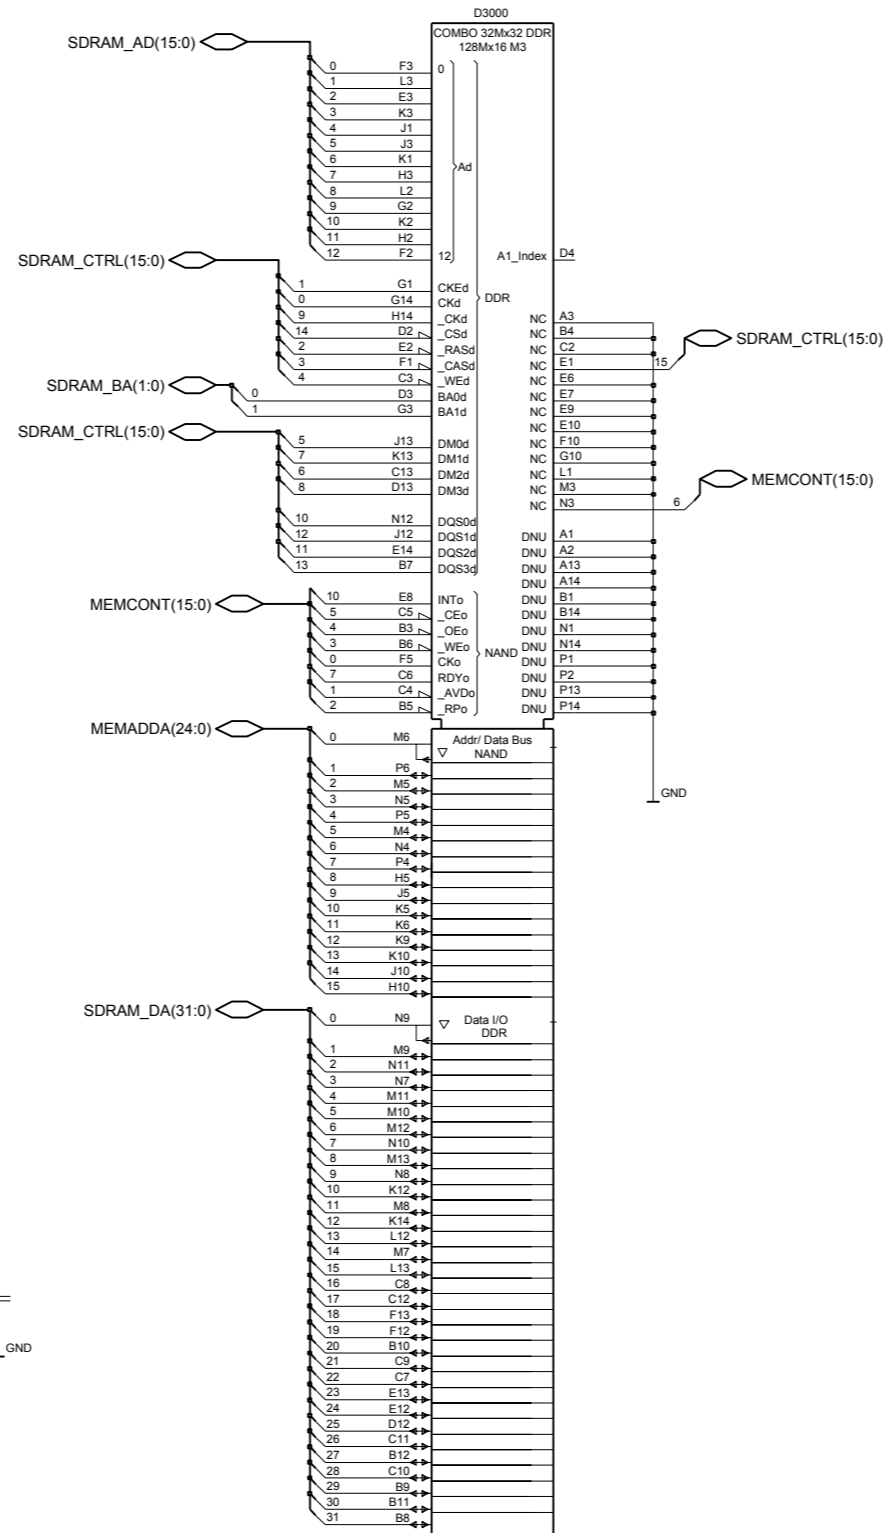 D3000
COMBO 32Mx32 DDR
128Mx16 M3
SDRAM_AD(15:0)
0 F3 0
1 L3
2 E3
3 K3
4 J1
5 J3
6 K1 Ad
7 H3
8 L2
9 G2
10 K2
11 H2
12 F2 12
A1_Index D4
SDRAM_CTRL(15:0)
1 G1 CKEd
0 G14 CKd
9 H14 _CKd
14 D2 _CSd
2 E2 _RASd
3 F1 _CASd
4 C3 _WEd
DDR
SDRAM_BA(1:0)
0 D3 BA0d
1 G3 BA1d
SDRAM_CTRL(15:0)
5 J13 DM0d
7 K13 DM1d
6 C13 DM2d
8 D13 DM3d
10 N12 DQS0d
12 J12 DQS1d
11 E14 DQS2d
13 B7 DQS3d
NC A3
NC B4
NC C2
NC E1 15
SDRAM_CTRL(15:0)
NC E6
NC E7
NC E9
NC E10
NC F10
NC G10
NC L1
NC M3
NC N3 6
MEMCONT(15:0)
DNU A1
DNU A2
DNU A13
DNU A14
DNU B1
DNU B14
DNU N1
DNU N14
DNU P1
DNU P2
DNU P13
DNU P14
GND
MEMCONT(15:0)
10 E8 INTo
5 C5 _CEo
4 B3 _OEo
3 B6 _WEo
0 F5 CKo
7 C6 RDYo
1 C4 _AVDo
2 B5 _RPo
NAND
MEMADDA(24:0)
Addr/ Data Bus
NAND
0 M6
1 P6
2 M5
3 N5
4 P5
5 M4
6 N4
7 P4
8 H5
9 J5
10 K5
11 K6
12 K9
13 K10
14 J10
15 H10
SDRAM_DA(31:0)
Data I/O
DDR
0 N9
1 M9
2 N11
3 N7
4 M11
5 M10
6 M12
7 N10
8 M13
9 N8
10 K12
11 M8
12 K14
13 L12
14 M7
15 L13
16 C8
17 C12
18 F13
19 F12
20 B10
21 C9
22 C7
23 E13
24 E12
25 D12
26 C11
27 B12
28 C10
29 B9
30 B11
31 B8
GND